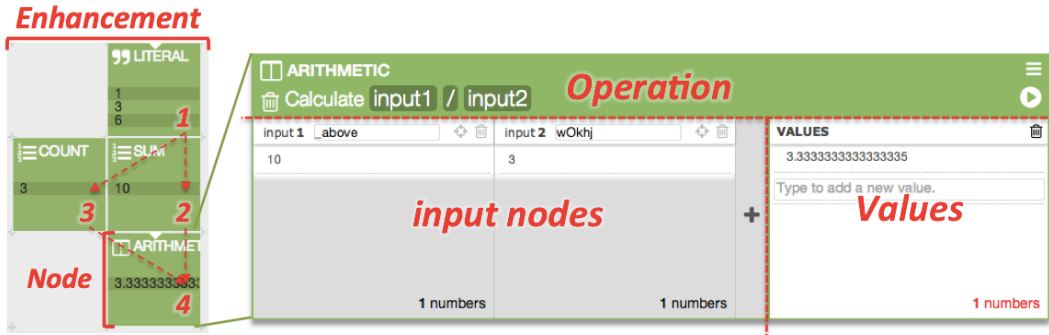 Enhancement
LITERAL
1
3
6
1
COUNT
SUM
3
10
3
2
ARITHMET
Node
3.3333333333
4
ARITHMETIC
Calculate input1 / input2
Operation
input 1 _above
input 2 wOkhj
VALUES
10
3
3.3333333333333335
Type to add a new value.
input nodes
+
Values
1 numbers
1 numbers
1 numbers